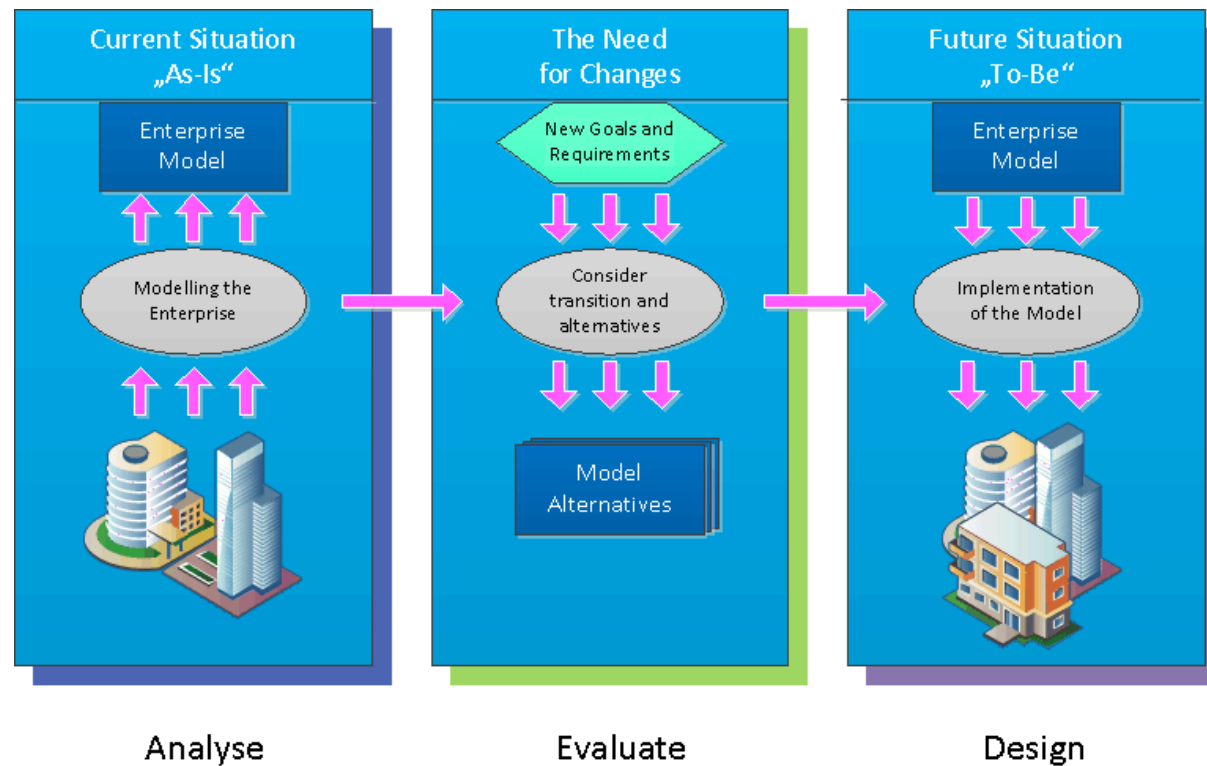 Current Situation
„As-Is“
Enterprise
Model
Modelling the
Enterprise
The Need
for Changes
New Goals and
Requirements
Consider
transition and
alternatives
Model
Alternatives
Future Situation
„To-Be“
Enterprise
Model
Implementation
of the Model
Analyse
Evaluate
Design